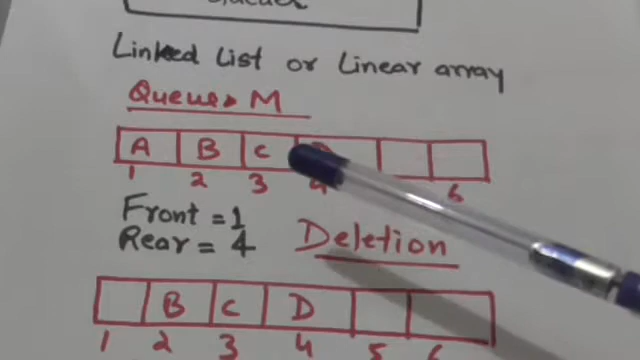 Linked List or Linear array
Queue → M
A B C
1 2 3 4 6
Front = 1
Rear = 4
Deletion
B C D
1 2 3 4 5 6